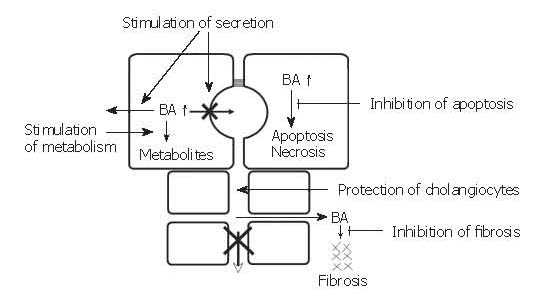 Stimulation of secretion
BA ↑
BA ↑
Inhibition of apoptosis
Stimulation
of metabolism
Metabolites
Apoptosis
Necrosis
Protection of cholangiocytes
BA
Inhibition of fibrosis
Fibrosis